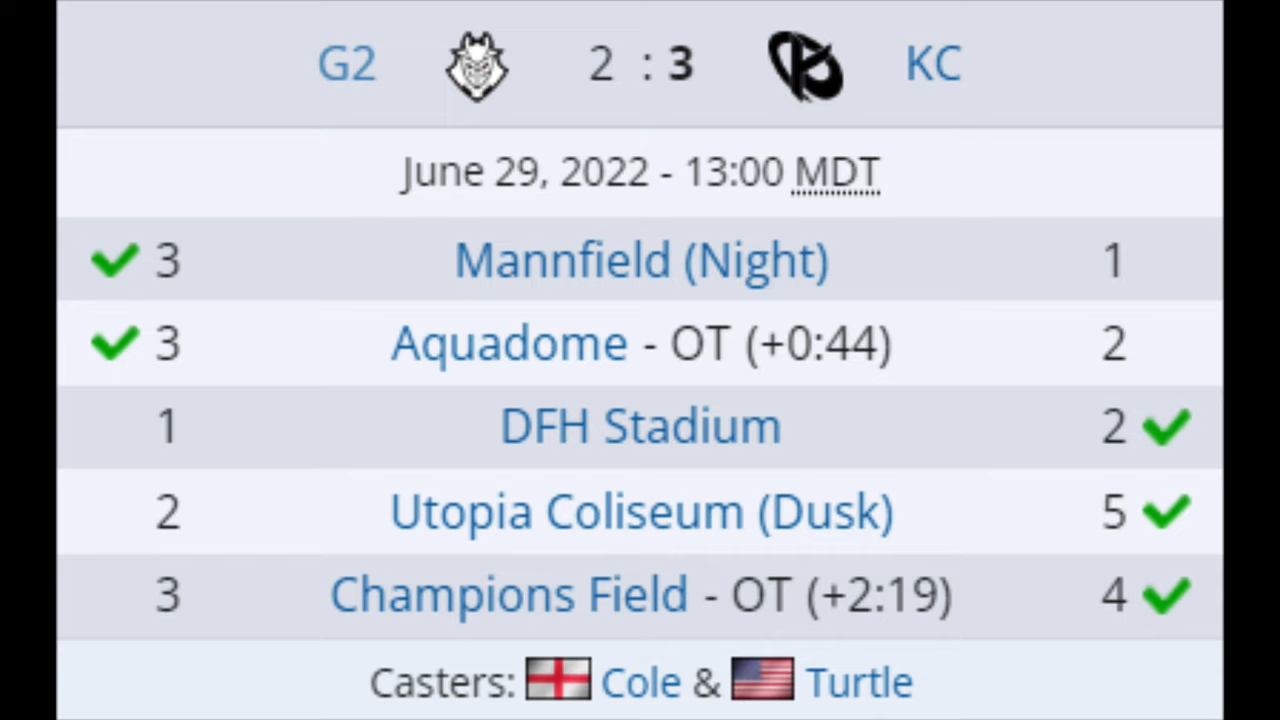 G2 2 : 3 KC
June 29, 2022 - 13:00 MDT
3 Mannfield (Night) 1
3 Aquadome - OT (+0:44) 2
1 DFH Stadium 2
2 Utopia Coliseum (Dusk) 5
3 Champions Field - OT (+2:19) 4
Casters: Cole & Turtle